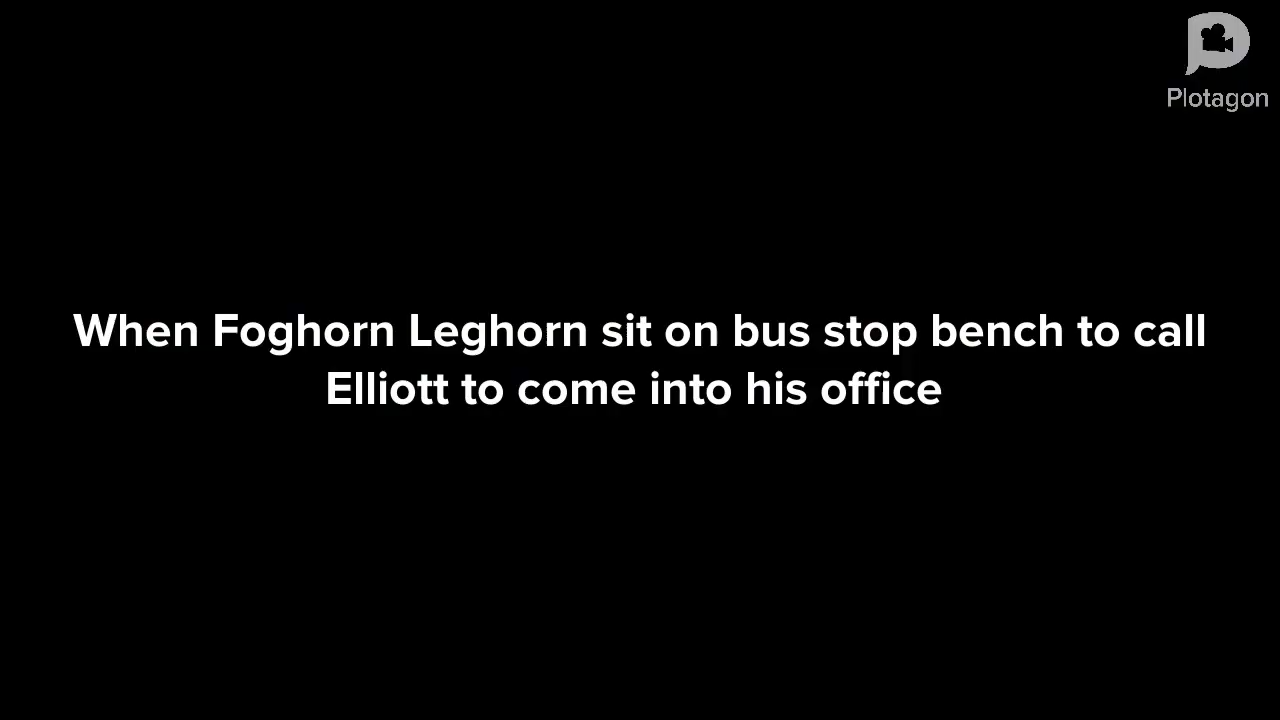 Plotagon
When Foghorn Leghorn sit on bus stop bench to call
Elliott to come into his office